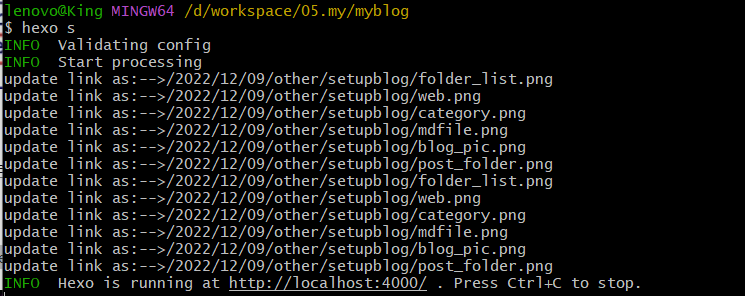 lenovo@King MINGW64 /d/workspace/05.my/myblog
$ hexo s
INFO  Validating config
INFO  Start processing
update link as:-->/2022/12/09/other/setupblog/folder_list.png
update link as:-->/2022/12/09/other/setupblog/web.png
update link as:-->/2022/12/09/other/setupblog/category.png
update link as:-->/2022/12/09/other/setupblog/mdfile.png
update link as:-->/2022/12/09/other/setupblog/blog_pic.png
update link as:-->/2022/12/09/other/setupblog/post_folder.png
update link as:-->/2022/12/09/other/setupblog/folder_list.png
update link as:-->/2022/12/09/other/setupblog/web.png
update link as:-->/2022/12/09/other/setupblog/category.png
update link as:-->/2022/12/09/other/setupblog/mdfile.png
update link as:-->/2022/12/09/other/setupblog/blog_pic.png
update link as:-->/2022/12/09/other/setupblog/post_folder.png
INFO  Hexo is running at http://localhost:4000/ . Press Ctrl+C to stop.